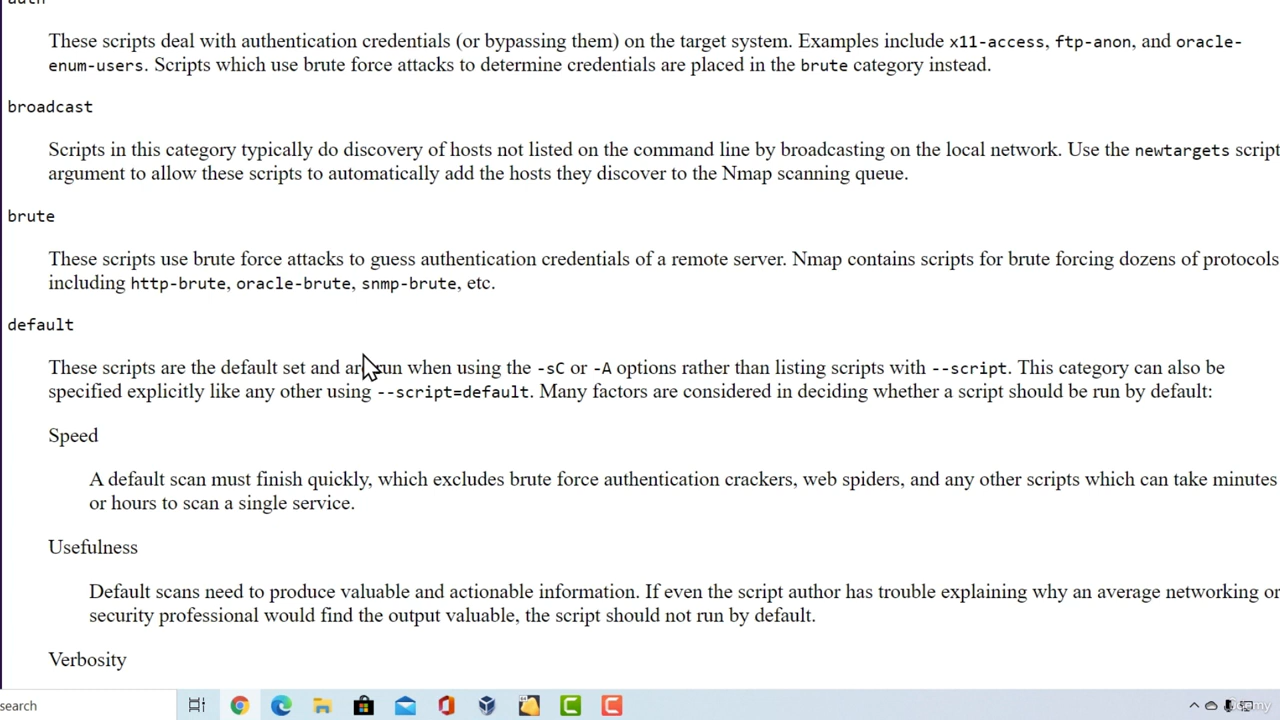 auth
These scripts deal with authentication credentials (or bypassing them) on the target system. Examples include x11-access, ftp-anon, and oracle-
enum-users. Scripts which use brute force attacks to determine credentials are placed in the brute category instead.
broadcast
Scripts in this category typically do discovery of hosts not listed on the command line by broadcasting on the local network. Use the newtargets script
argument to allow these scripts to automatically add the hosts they discover to the Nmap scanning queue.
brute
These scripts use brute force attacks to guess authentication credentials of a remote server. Nmap contains scripts for brute forcing dozens of protocols
including http-brute, oracle-brute, snmp-brute, etc.
default
These scripts are the default set and are run when using the -sC or -A options rather than listing scripts with --script. This category can also be
specified explicitly like any other using --script=default. Many factors are considered in deciding whether a script should be run by default:
Speed
A default scan must finish quickly, which excludes brute force authentication crackers, web spiders, and any other scripts which can take minutes
or hours to scan a single service.
Usefulness
Default scans need to produce valuable and actionable information. If even the script author has trouble explaining why an average networking or
security professional would find the output valuable, the script should not run by default.
Verbosity
search